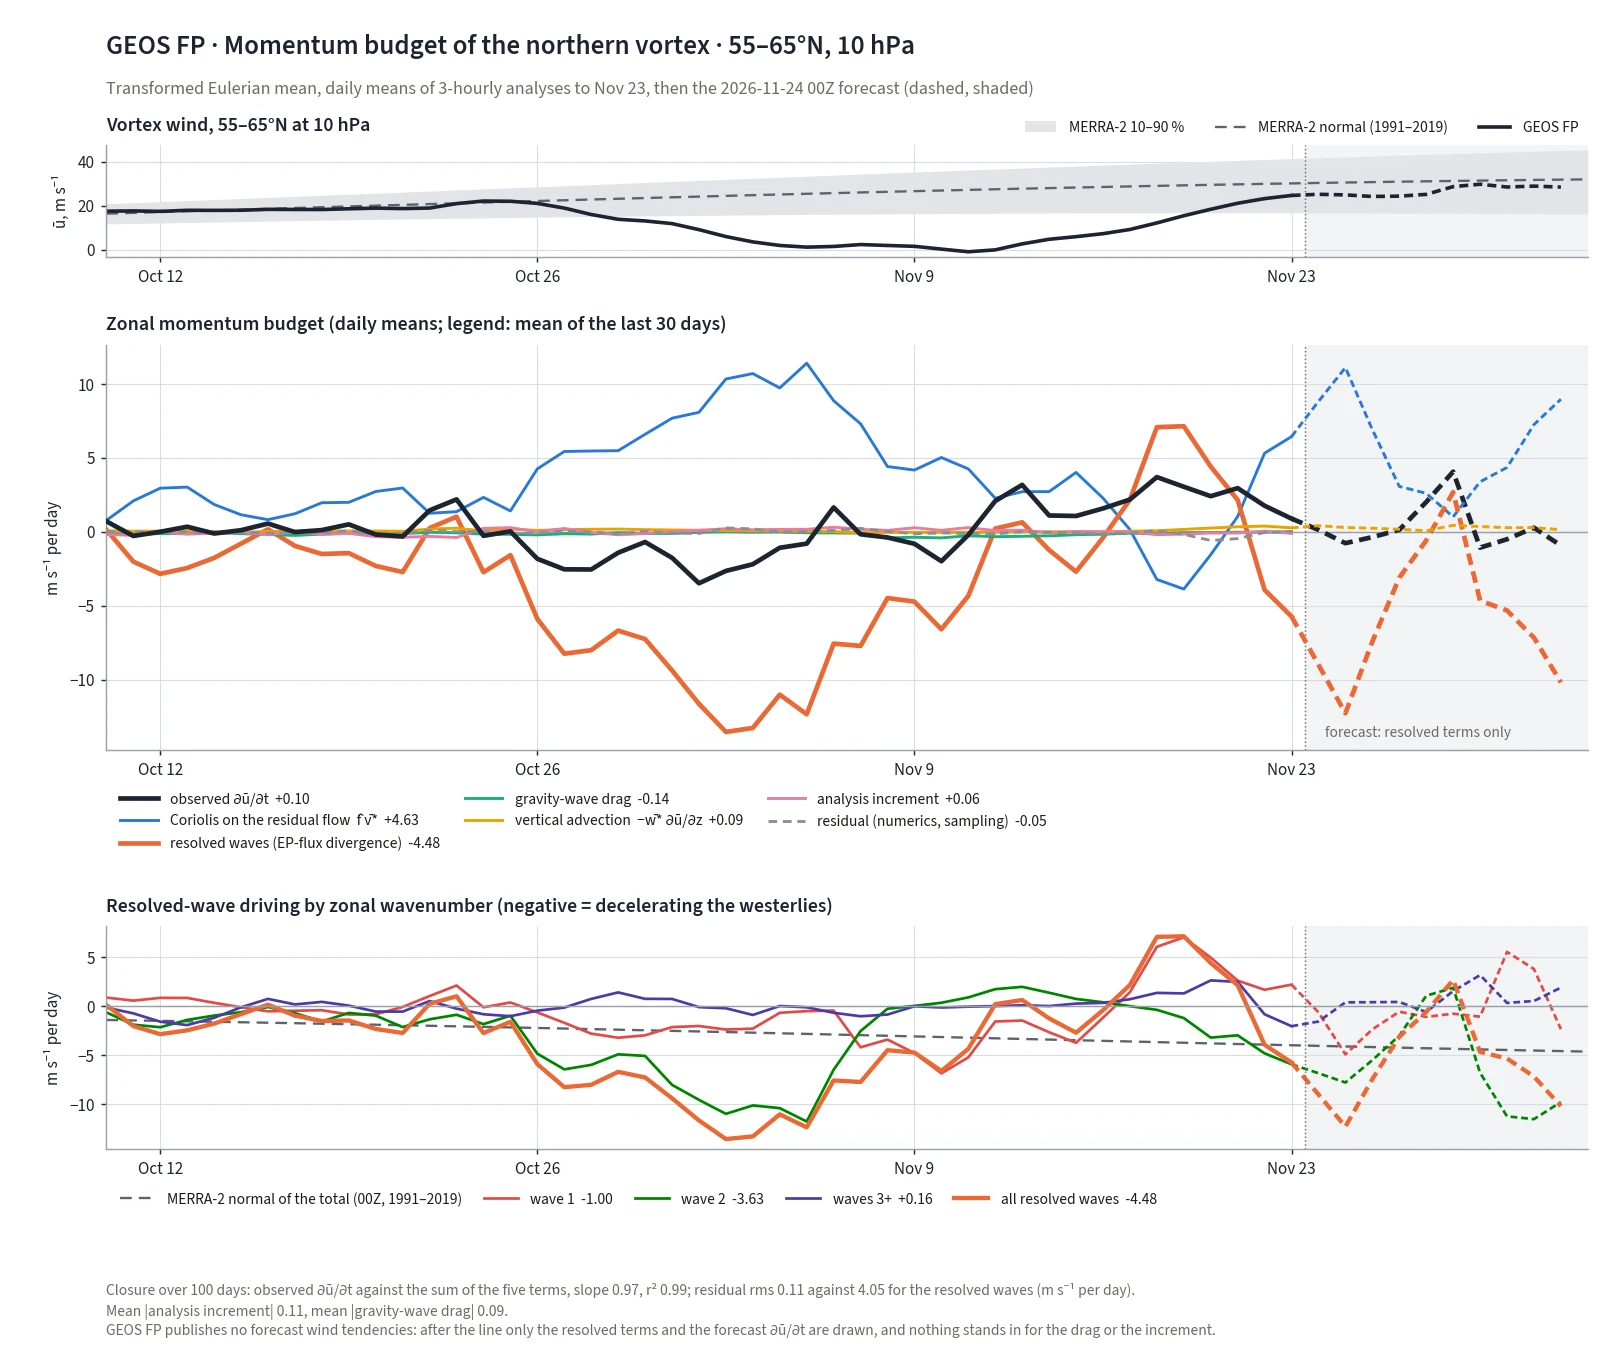 GEOS FP · Momentum budget of the northern vortex · 55–65°N, 10 hPa
Transformed Eulerian mean, daily means of 3-hourly analyses to Nov 23, then the 2026-11-24 00Z forecast (dashed, shaded)
Vortex wind, 55–65°N at 10 hPa
MERRA-2 10–90 %
MERRA-2 normal (1991–2019)
GEOS FP
ū, m s⁻¹
40
20
0
Oct 12
Oct 26
Nov 9
Nov 23
Zonal momentum budget (daily means; legend: mean of the last 30 days)
m s⁻¹ per day
10
5
0
−5
−10
forecast: resolved terms only
Oct 12
Oct 26
Nov 9
Nov 23
observed ∂ū/∂t +0.10
Coriolis on the residual flow f v̄* +4.63
resolved waves (EP-flux divergence) -4.48
gravity-wave drag -0.14
vertical advection −w̄* ∂ū/∂z +0.09
analysis increment +0.06
residual (numerics, sampling) -0.05
Resolved-wave driving by zonal wavenumber (negative = decelerating the westerlies)
m s⁻¹ per day
5
0
−5
−10
Oct 12
Oct 26
Nov 9
Nov 23
MERRA-2 normal of the total (00Z, 1991–2019)
wave 1 -1.00
wave 2 -3.63
waves 3+ +0.16
all resolved waves -4.48
Closure over 100 days: observed ∂ū/∂t against the sum of the five terms, slope 0.97, r² 0.99; residual rms 0.11 against 4.05 for the resolved waves (m s⁻¹ per day).
Mean |analysis increment| 0.11, mean |gravity-wave drag| 0.09.
GEOS FP publishes no forecast wind tendencies: after the line only the resolved terms and the forecast ∂ū/∂t are drawn, and nothing stands in for the drag or the increment.